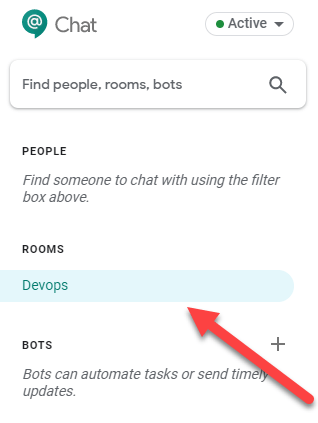 Chat
Active
Find people, rooms, bots
PEOPLE
Find someone to chat with using the filter
box above.
ROOMS
Devops
BOTS
Bots can automate tasks or send timely
updates.